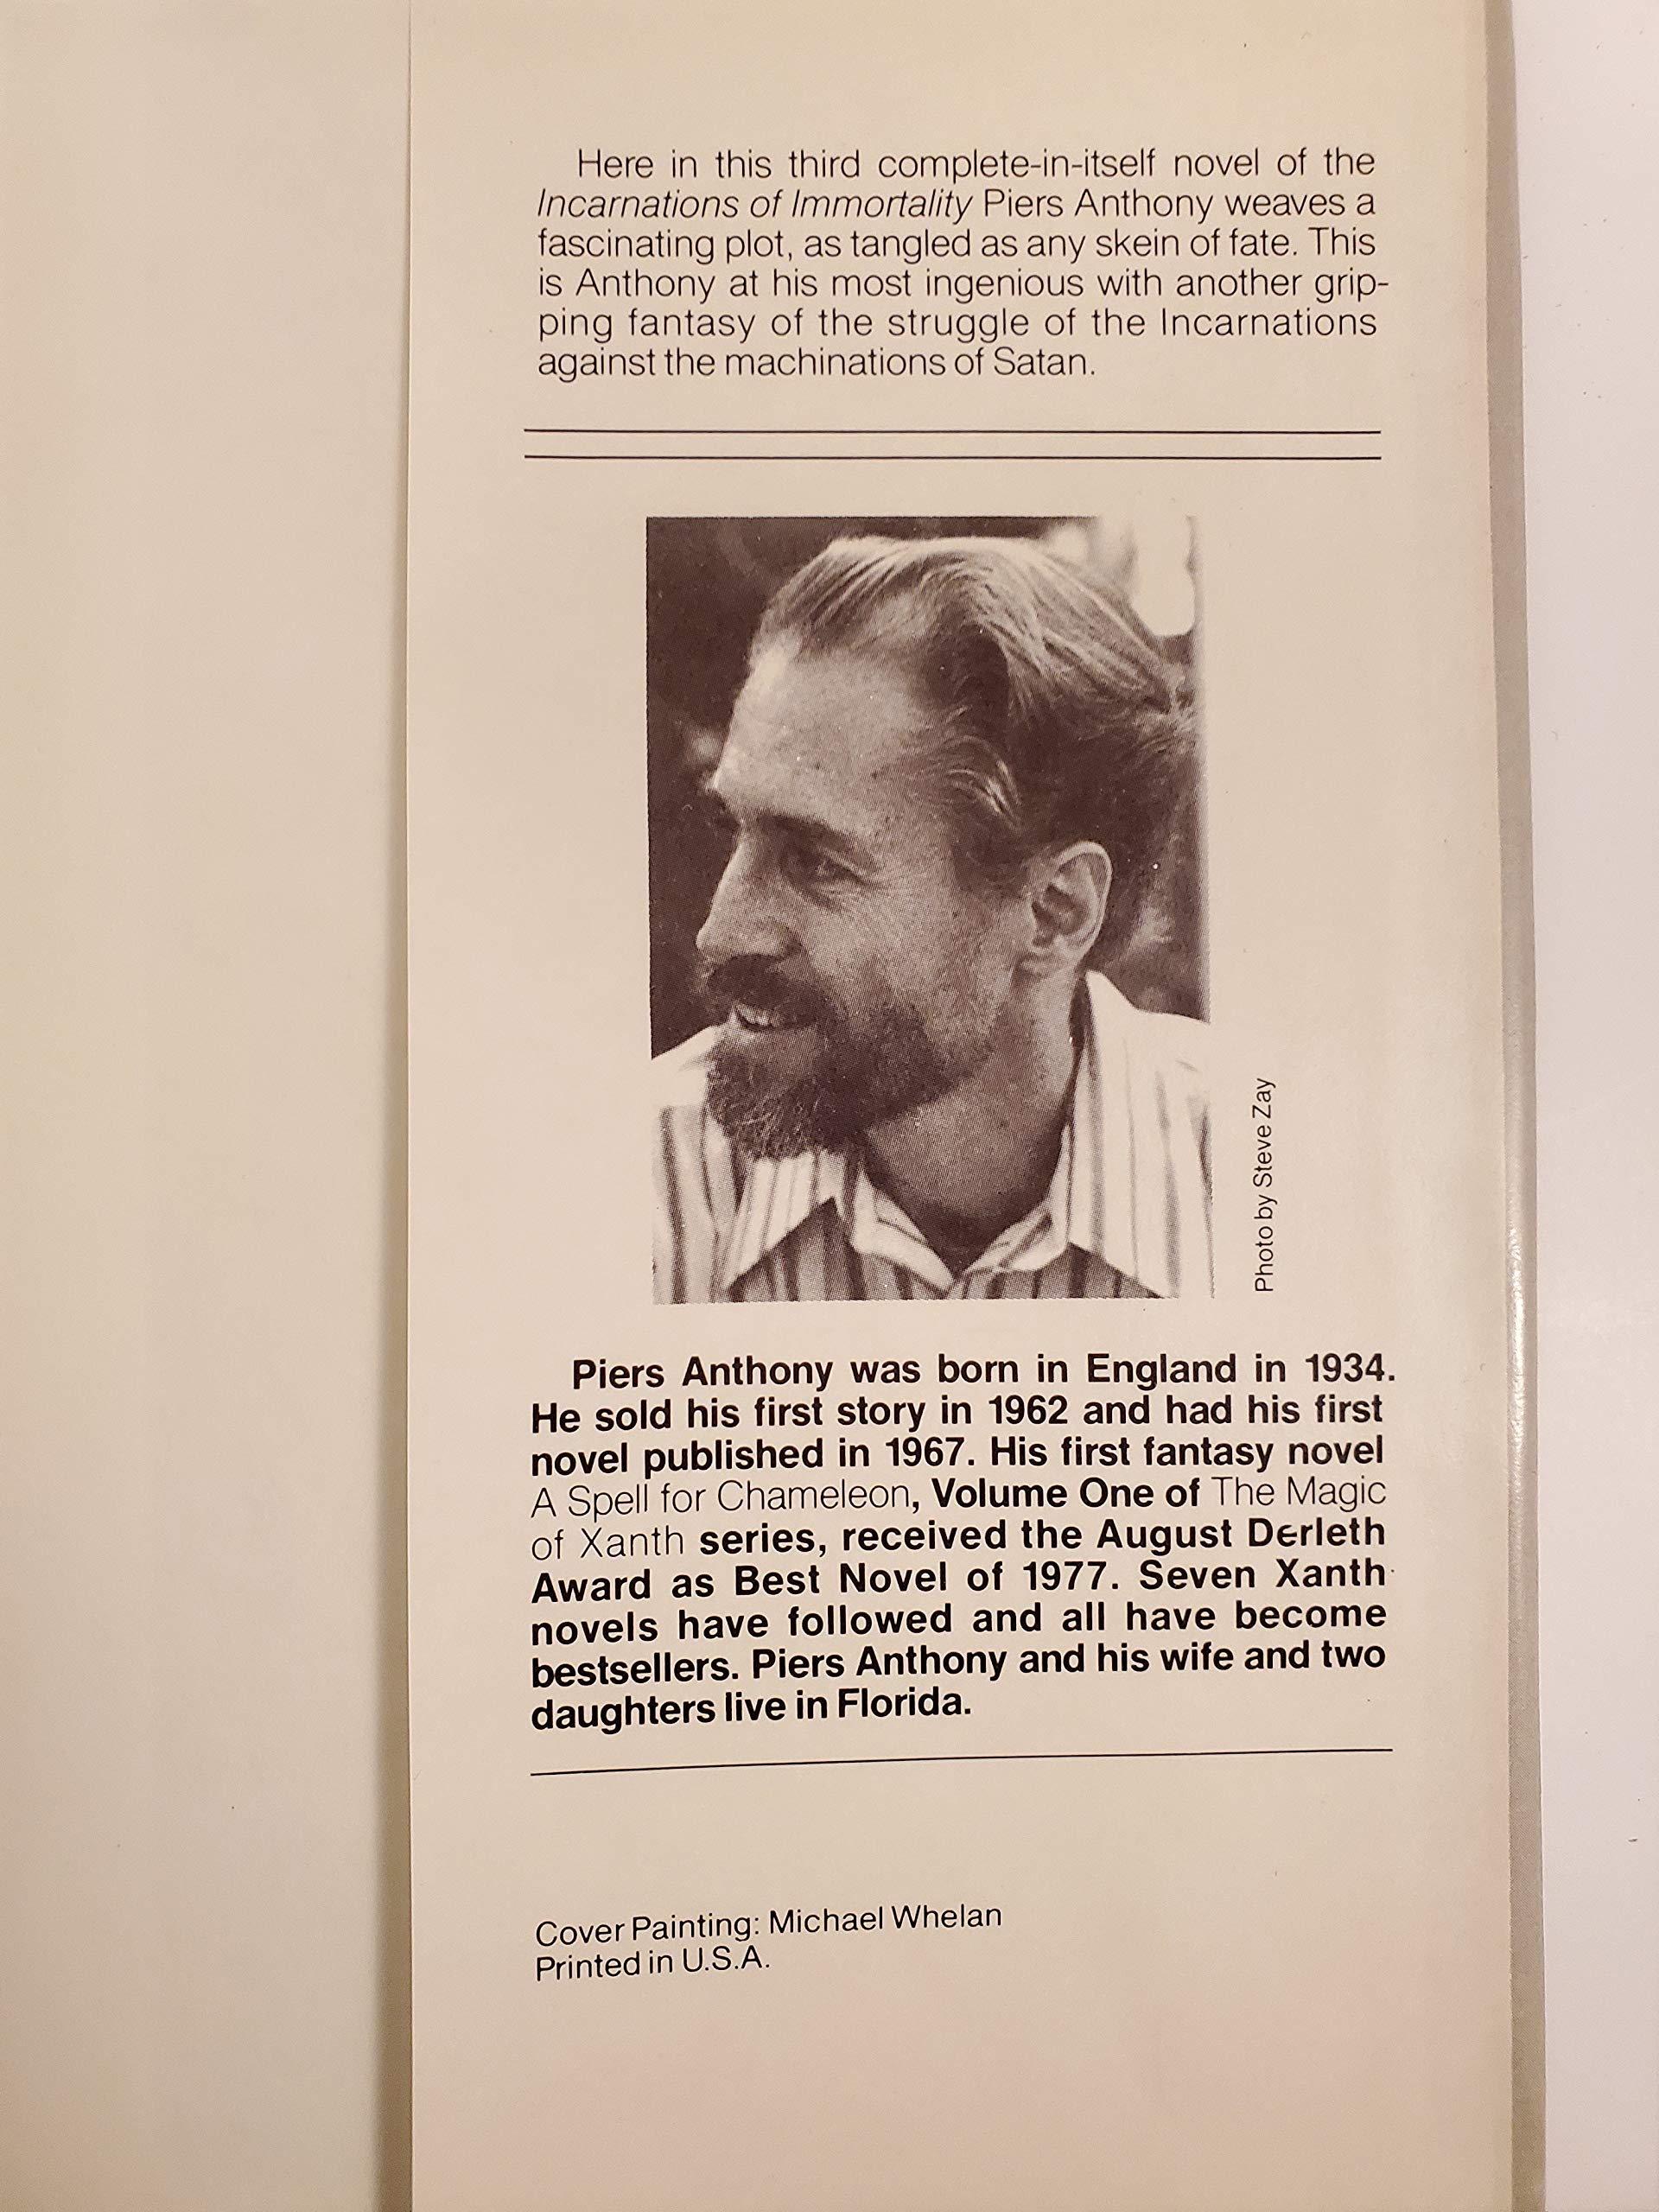 Here in this third complete-in-itself novel of the
Incarnations of Immortality Piers Anthony weaves a
fascinating plot, as tangled as any skein of fate. This
is Anthony at his most ingenious with another grip-
ping fantasy of the struggle of the Incarnations
against the machinations of Satan.
Photo by Steve Zay
Piers Anthony was born in England in 1934.
He sold his first story in 1962 and had his first
novel published in 1967. His first fantasy novel
A Spell for Chameleon, Volume One of The Magic
of Xanth series, received the August Derleth
Award as Best Novel of 1977. Seven Xanth
novels have followed and all have become
bestsellers. Piers Anthony and his wife and two
daughters live in Florida.
Cover Painting: Michael Whelan
Printed in U.S.A.